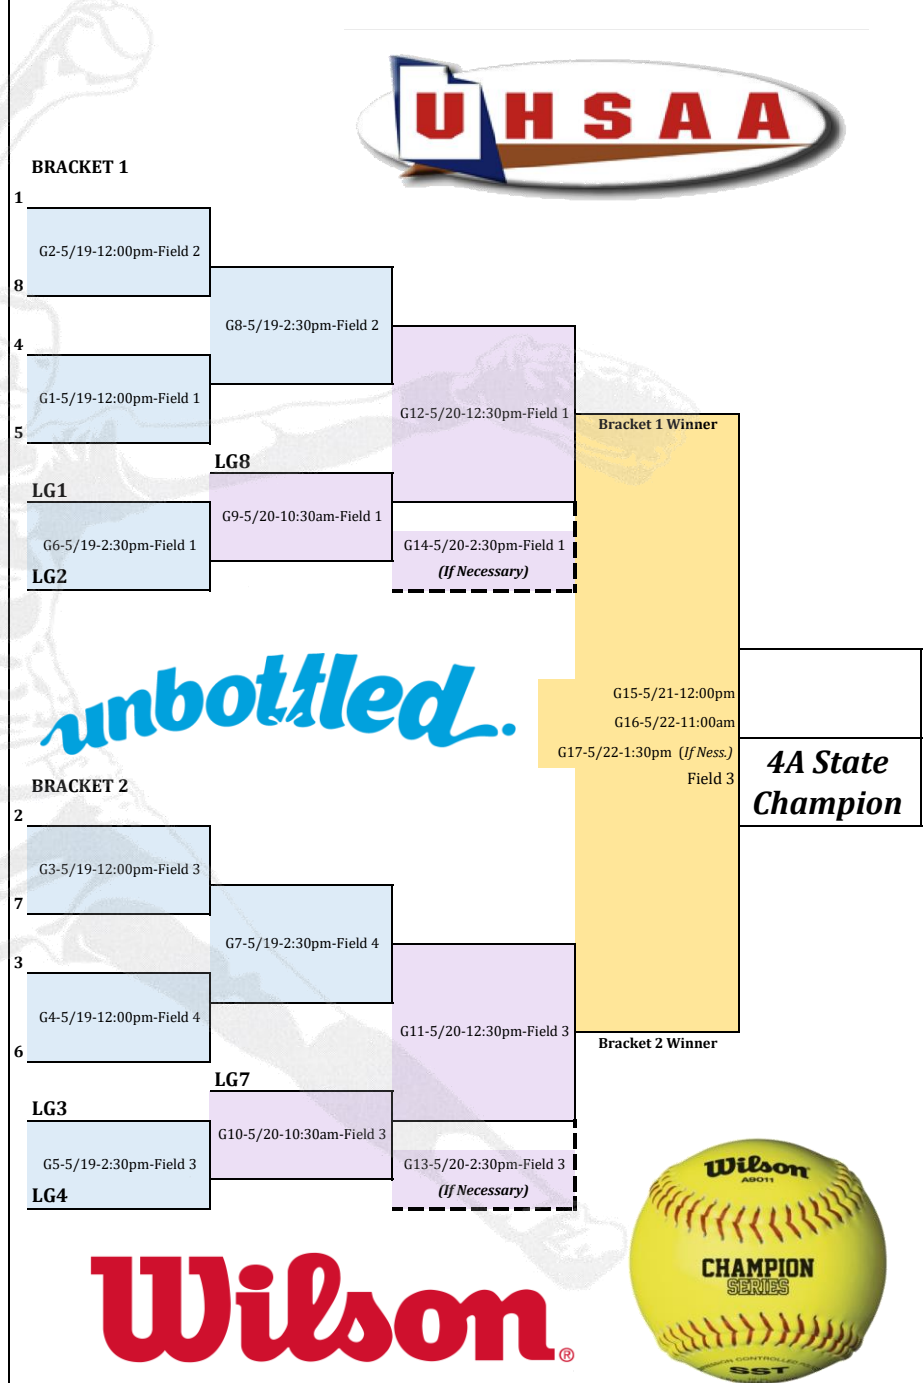 UHSAA
BRACKET 1
1
G2-5/19-12:00pm-Field 2
8
G8-5/19-2:30pm-Field 2
4
G1-5/19-12:00pm-Field 1
5
G12-5/20-12:30pm-Field 1
Bracket 1 Winner
LG8
LG1
G9-5/20-10:30am-Field 1
G6-5/19-2:30pm-Field 1
LG2
G14-5/20-2:30pm-Field 1
(If Necessary)
unbottled.
G15-5/21-12:00pm
G16-5/22-11:00am
G17-5/22-1:30pm (If Ness.)
Field 3
4A State
Champion
BRACKET 2
2
G3-5/19-12:00pm-Field 3
7
G7-5/19-2:30pm-Field 4
3
G4-5/19-12:00pm-Field 4
6
G11-5/20-12:30pm-Field 3
Bracket 2 Winner
LG7
LG3
G10-5/20-10:30am-Field 3
G5-5/19-2:30pm-Field 3
LG4
G13-5/20-2:30pm-Field 3
(If Necessary)
Wilson®
Wilson
A9011
CHAMPION
SERIES
SST